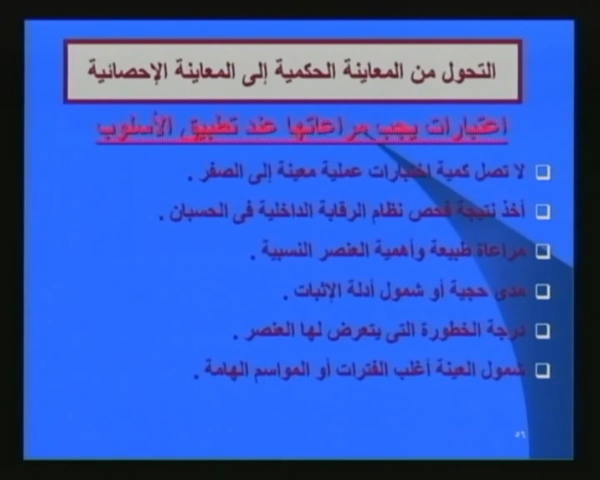 التحول من المعاينة الحكمية إلى المعاينة الإحصائية
اعتبارات يجب مراعاتها عند تطبيق الأسلوب
لا تصل كمية اختبارات عملية معينة إلى الصفر .
أخذ نتيجة فحص نظام الرقابة الداخلية فى الحسبان .
مراعاة طبيعة وأهمية العنصر النسبية .
مدى حجية أو شمول أدلة الإثبات .
درجة الخطورة التى يتعرض لها العنصر .
شمول العينة أغلب الفترات أو المواسم الهامة .
٥٦